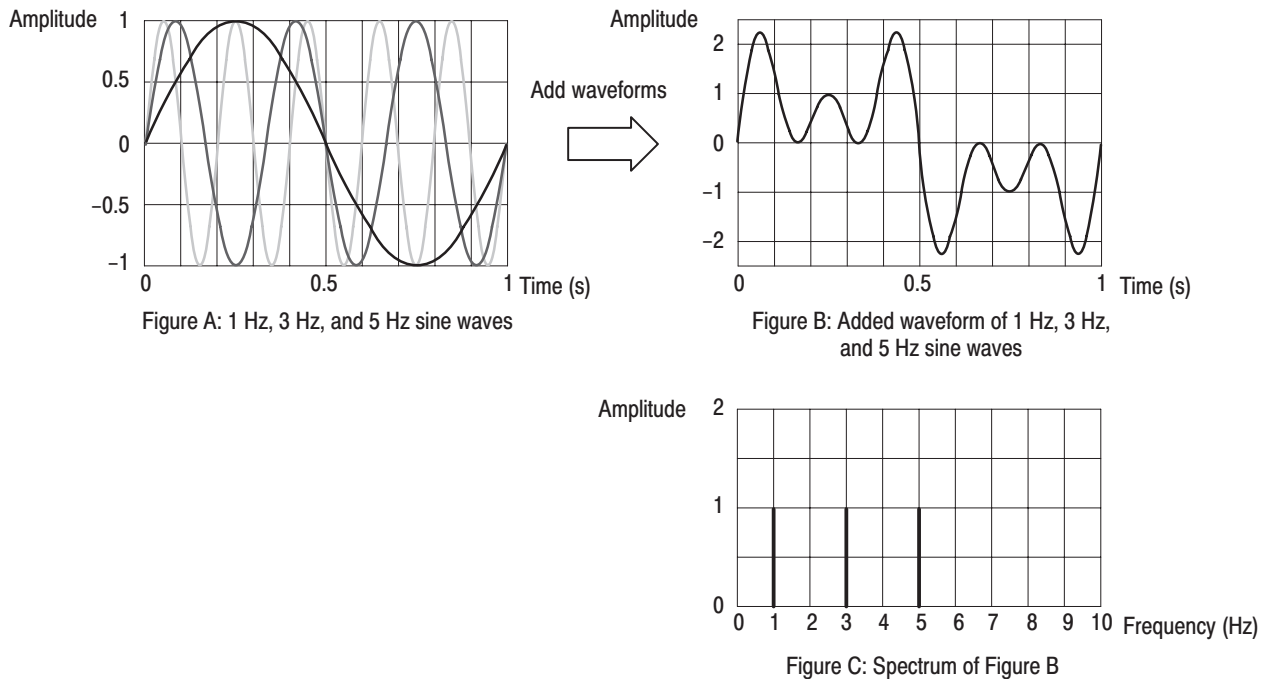 Amplitude
1
0.5
0
−0.5
−1
0
0.5
1
Time (s)
Figure A: 1 Hz, 3 Hz, and 5 Hz sine waves
Add waveforms
Amplitude
2
1
0
−1
−2
0
0.5
1
Time (s)
Figure B: Added waveform of 1 Hz, 3 Hz,
and 5 Hz sine waves
Amplitude
2
1
0
0 1 2 3 4 5 6 7 8 9 10 Frequency (Hz)
Figure C: Spectrum of Figure B